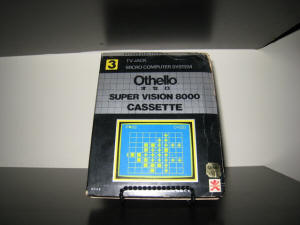 3
TV JACK
MICRO COMPUTER SYSTEM
Othello
オセロ
SUPER VISION 8000
CASSETTE